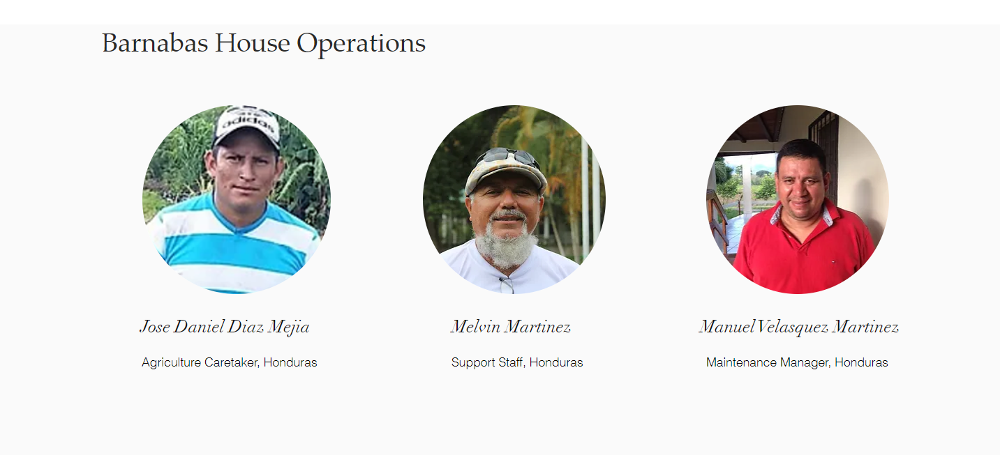 Barnabas House Operations
adidas
Jose Daniel Diaz Mejia
Melvin Martinez
Manuel Velasquez Martinez
Agriculture Caretaker, Honduras
Support Staff, Honduras
Maintenance Manager, Honduras